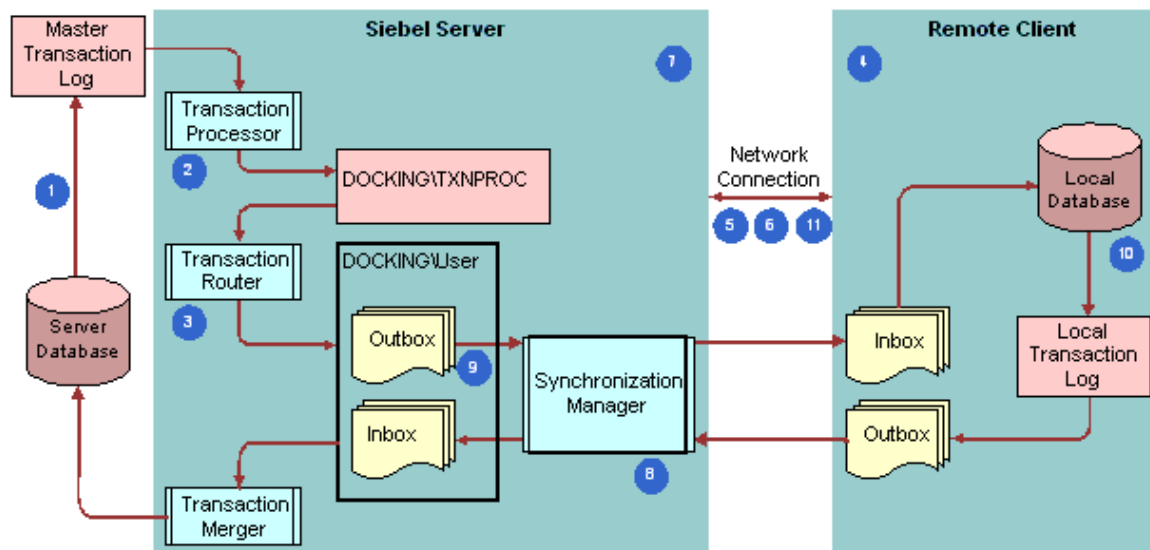 Master
Transaction
Log
Siebel Server
Remote Client
7
4
Transaction
Processor
2
DOCKING\TXNPROC
1
Network
Connection
5 6 11
Local
Database
10
Transaction
Router
3
DOCKING\User
Outbox
9
Server
Database
Synchronization
Manager
8
Inbox
Inbox
Local
Transaction
Log
Outbox
Transaction
Merger